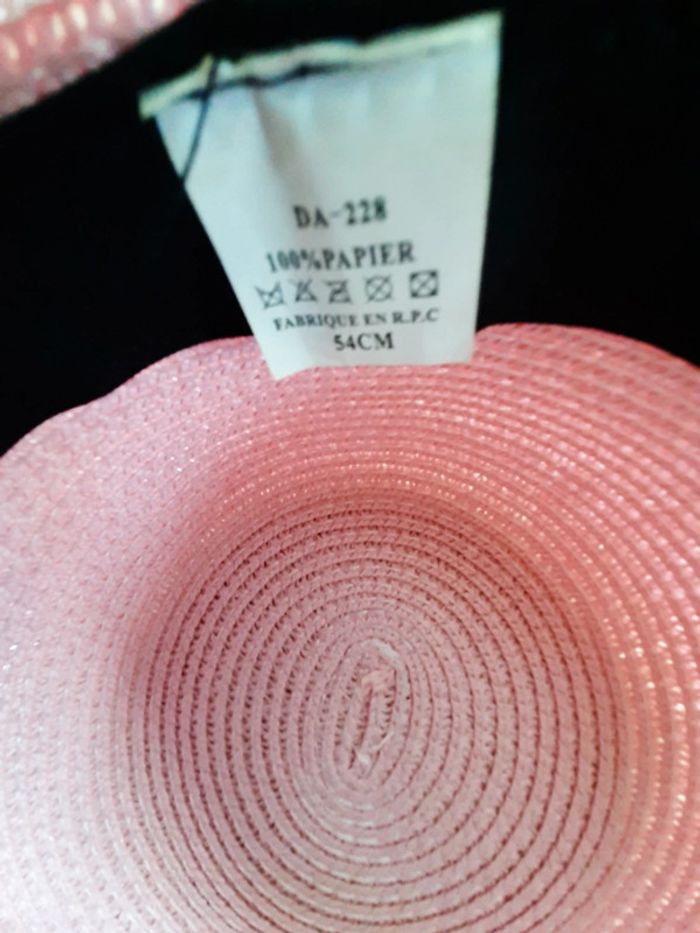 DA-228
100%PAPIER
FABRIQUE EN R.P.C
54CM